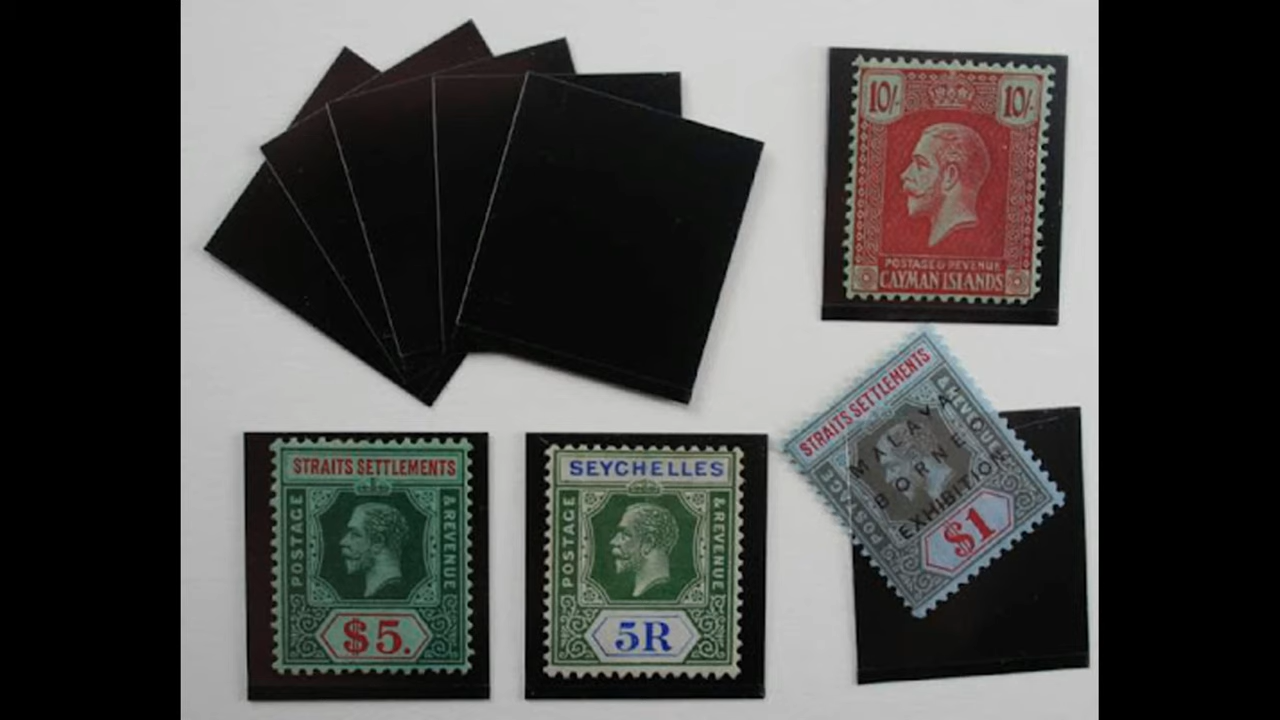 10/- 10/-
POSTAGE & REVENUE
CAYMAN ISLANDS
STRAITS SETTLEMENTS
POSTAGE & REVENUE
MALAYA
BORNE
EXHIBITION
$1
STRAITS SETTLEMENTS
POSTAGE & REVENUE
$5.
SEYCHELLES
POSTAGE & REVENUE
5R